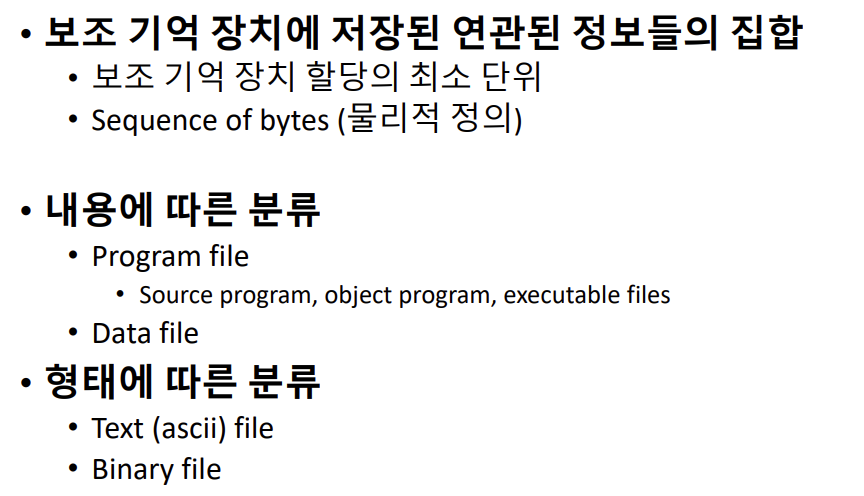 • 보조 기억 장치에 저장된 연관된 정보들의 집합
• 보조 기억 장치 할당의 최소 단위
• Sequence of bytes (물리적 정의)
• 내용에 따른 분류
• Program file
• Source program, object program, executable files
• Data file
• 형태에 따른 분류
• Text (ascii) file
• Binary file